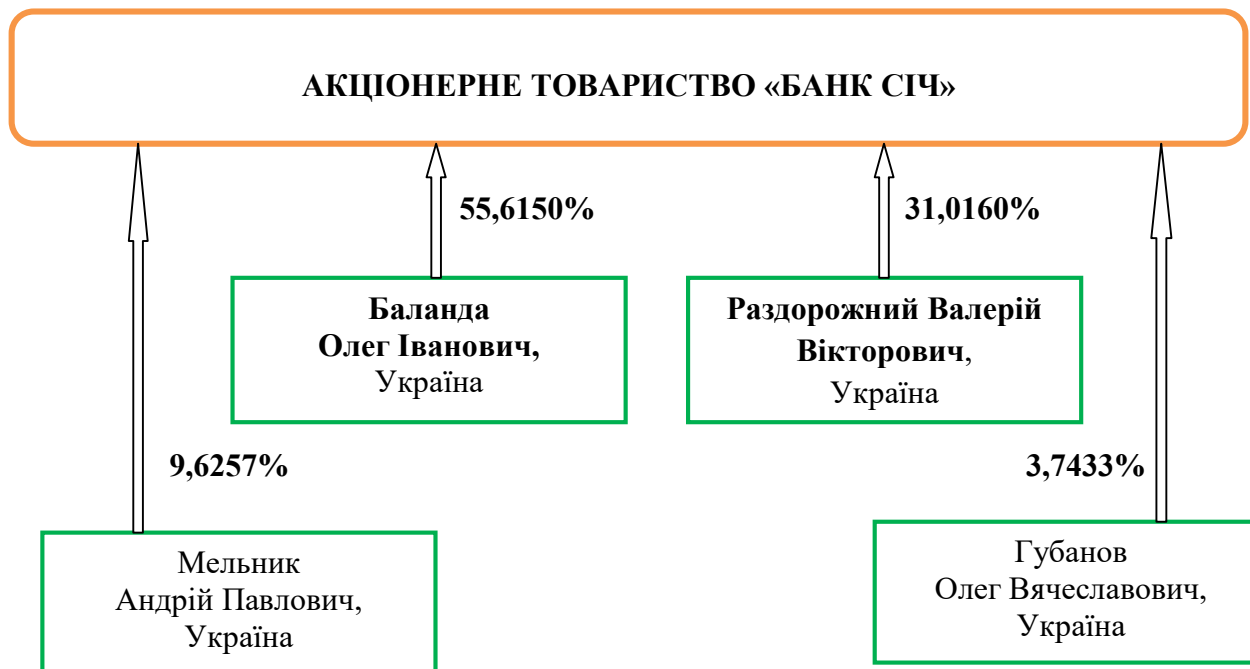 АКЦІОНЕРНЕ ТОВАРИСТВО «БАНК СІЧ»
55,6150%
31,0160%
Баланда
Олег Іванович,
Україна
Раздорожний Валерій
Вікторович,
Україна
9,6257%
3,7433%
Мельник
Андрій Павлович,
Україна
Губанов
Олег Вячеславович,
Україна